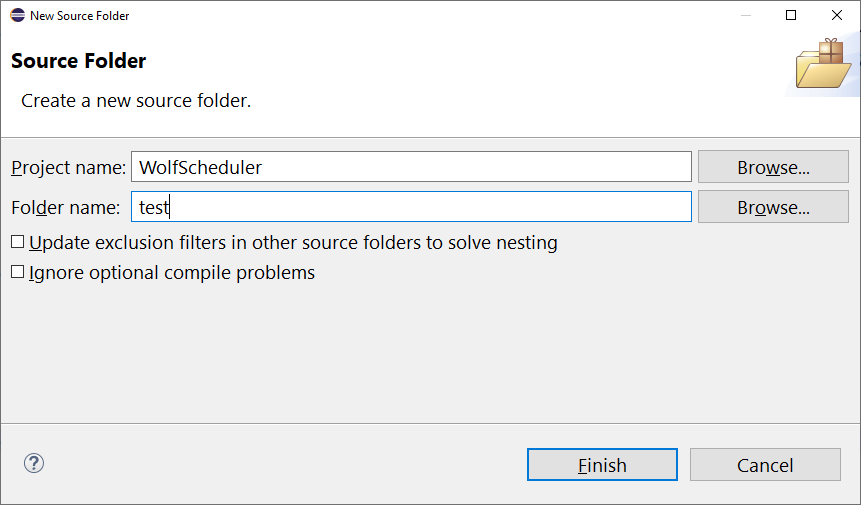 New Source Folder
Source Folder
Create a new source folder.
Project name: WolfScheduler Browse...
Folder name: test Browse...
Update exclusion filters in other source folders to solve nesting
Ignore optional compile problems
? Finish Cancel